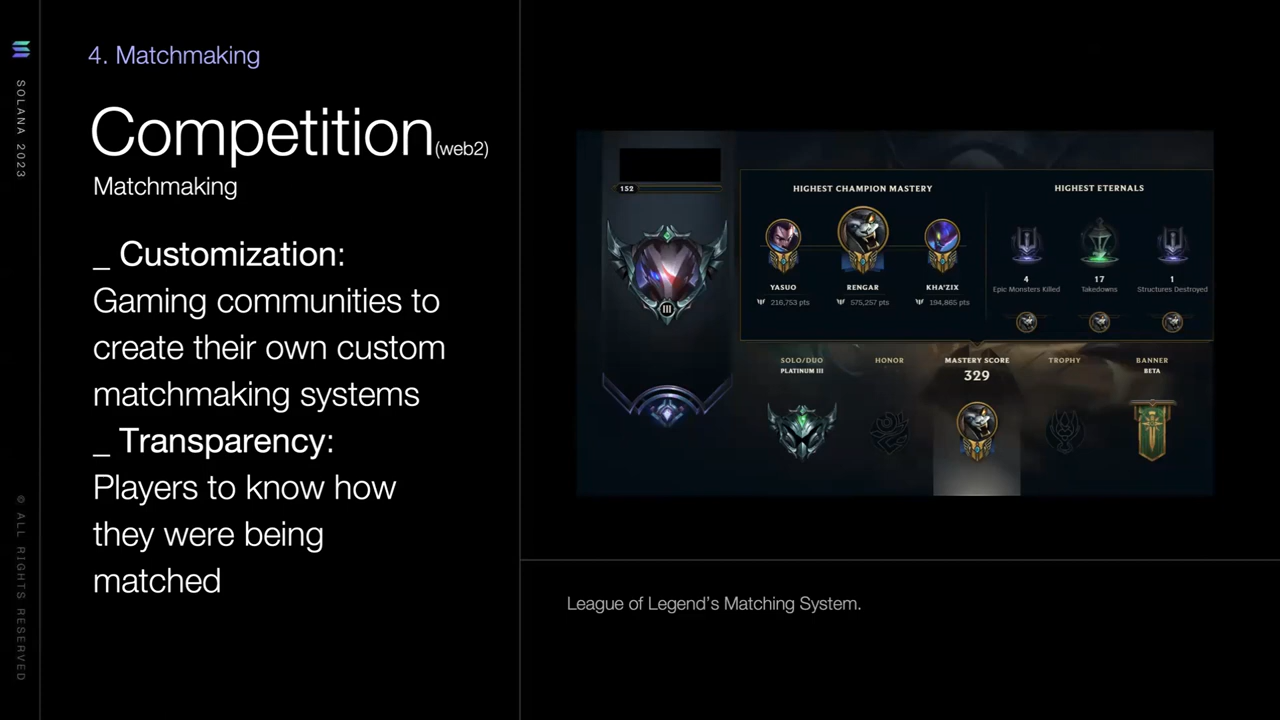 SOLANA 2023
© ALL RIGHTS RESERVED
4. Matchmaking
Competition(web2)
Matchmaking
_ Customization:
Gaming communities to
create their own custom
matchmaking systems
_ Transparency:
Players to know how
they were being
matched
152
III
HIGHEST CHAMPION MASTERY
YASUO
216,753 pts
RENGAR
575,257 pts
KHA'ZIX
194,865 pts
HIGHEST ETERNALS
4
Epic Monsters Killed
17
Takedowns
1
Structures Destroyed
SOLO/DUO
PLATINUM III
HONOR
MASTERY SCORE
329
TROPHY
BANNER
BETA
League of Legend's Matching System.